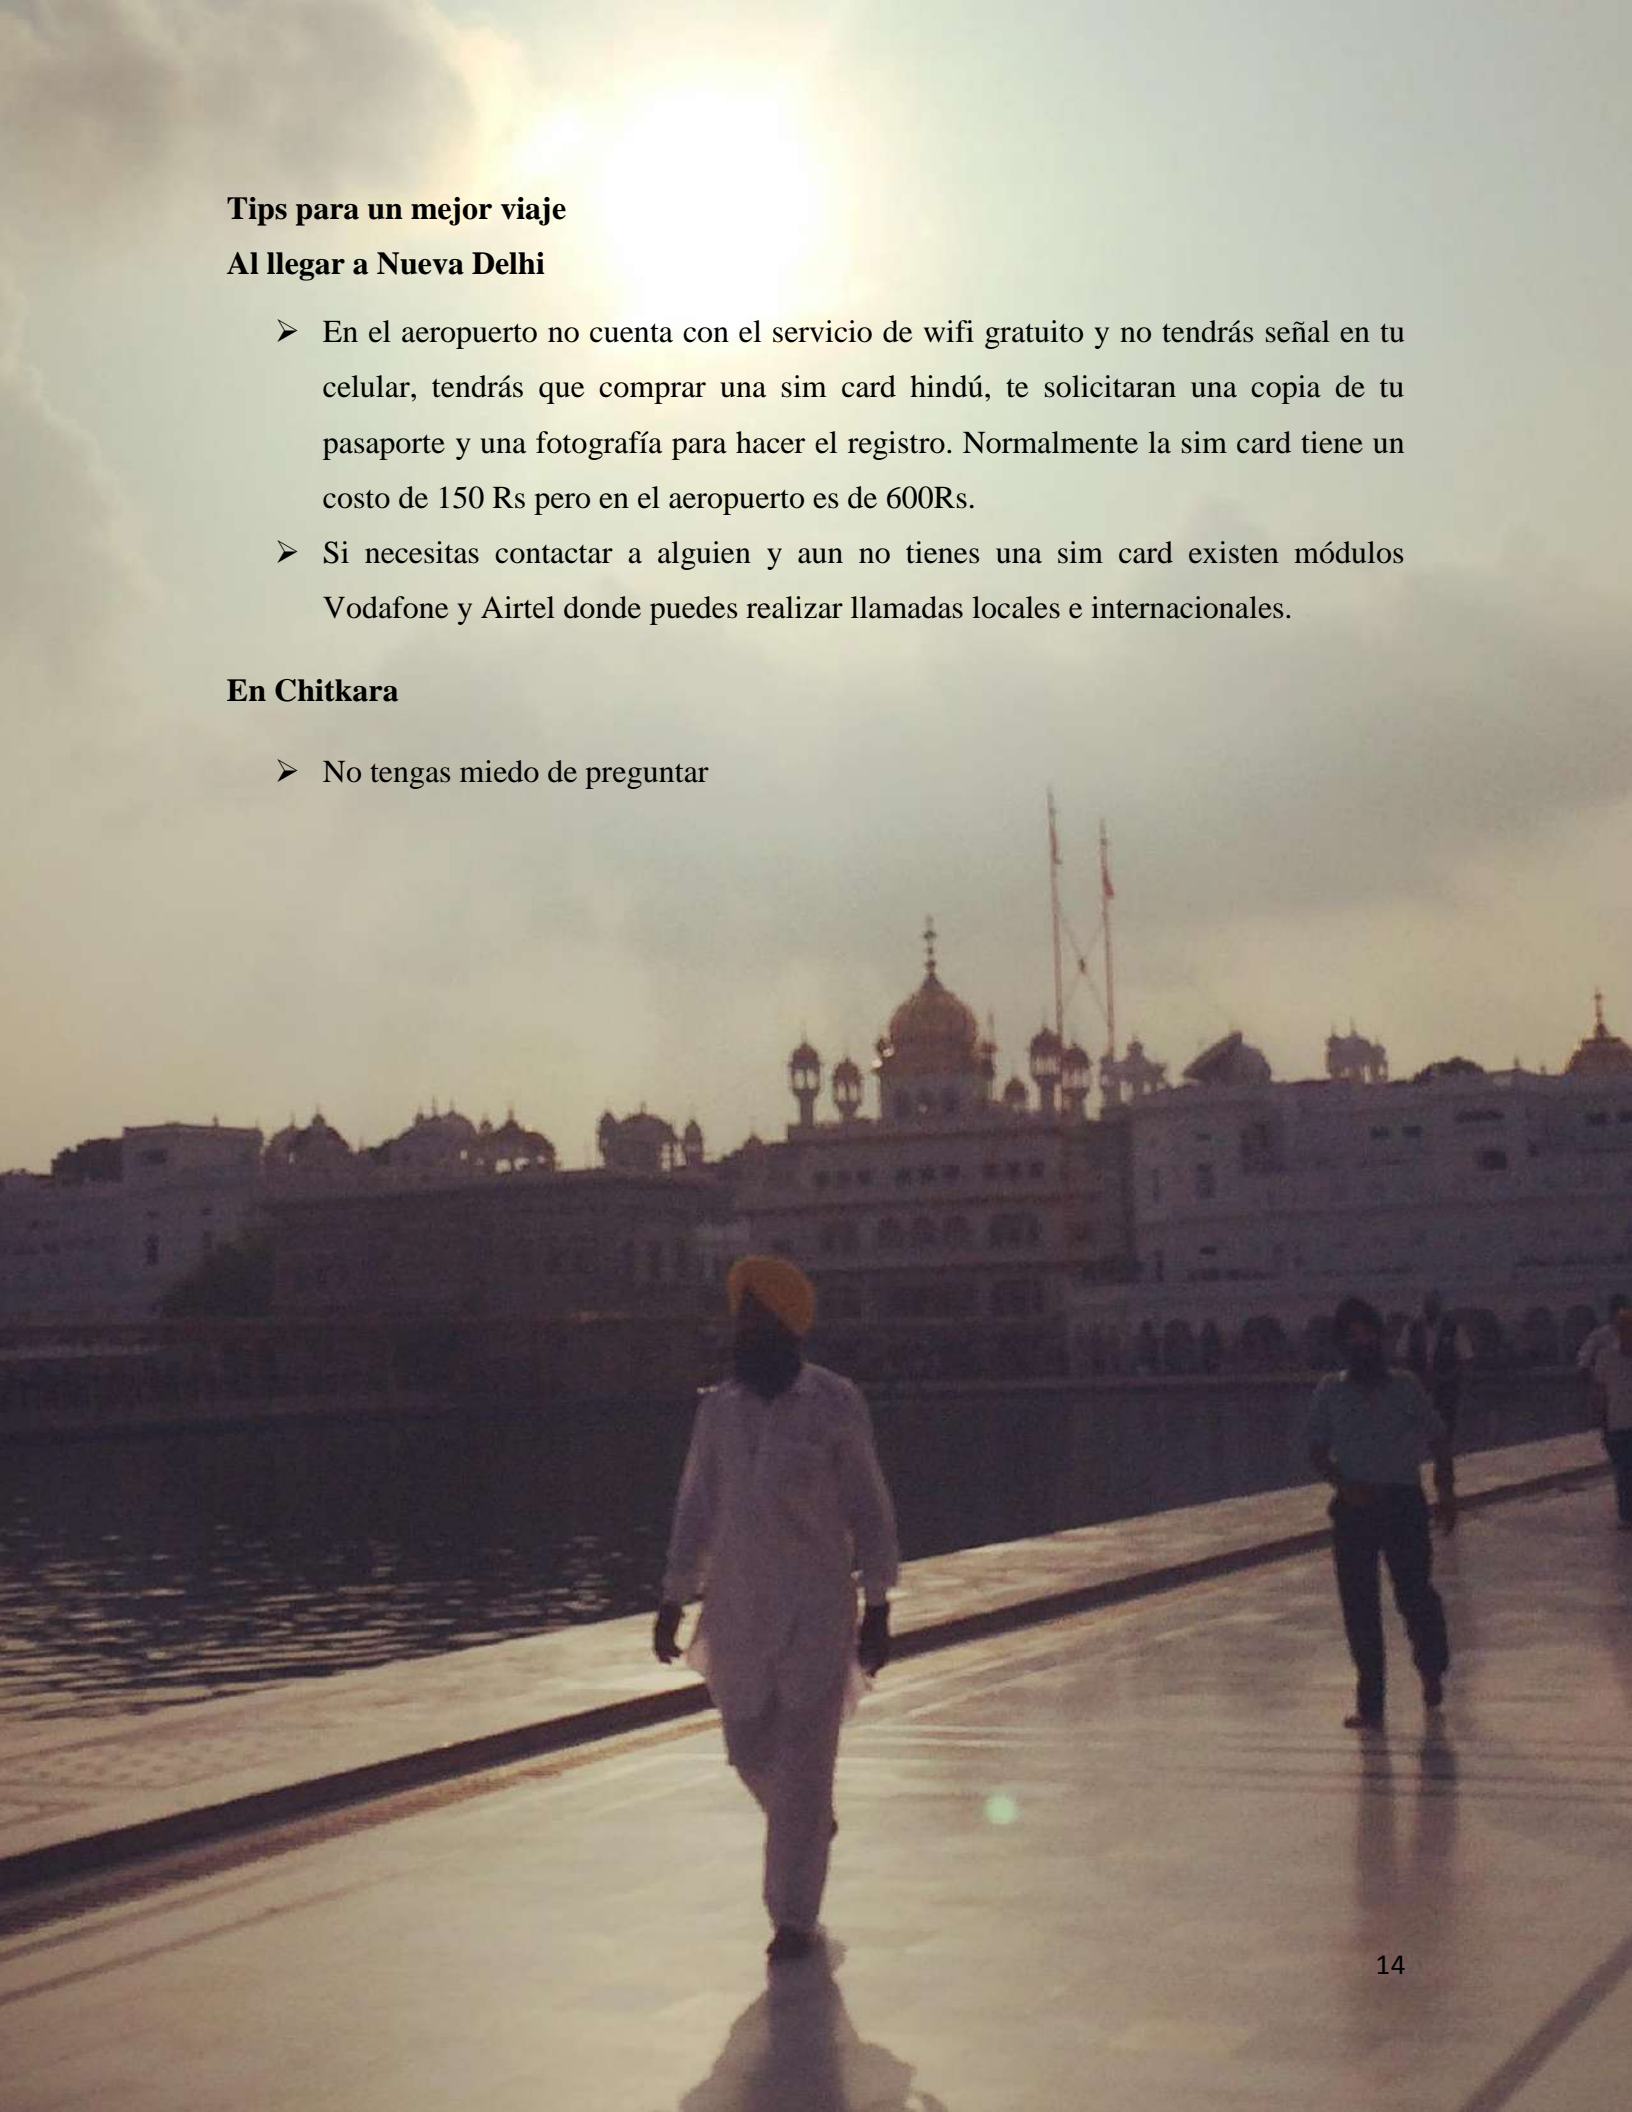 Tips para un mejor viaje
Al llegar a Nueva Delhi
➢ En el aeropuerto no cuenta con el servicio de wifi gratuito y no tendrás señal en tu
celular, tendrás que comprar una sim card hindú, te solicitaran una copia de tu
pasaporte y una fotografía para hacer el registro. Normalmente la sim card tiene un
costo de 150 Rs pero en el aeropuerto es de 600Rs.
➢ Si necesitas contactar a alguien y aun no tienes una sim card existen módulos
Vodafone y Airtel donde puedes realizar llamadas locales e internacionales.
En Chitkara
➢ No tengas miedo de preguntar
14